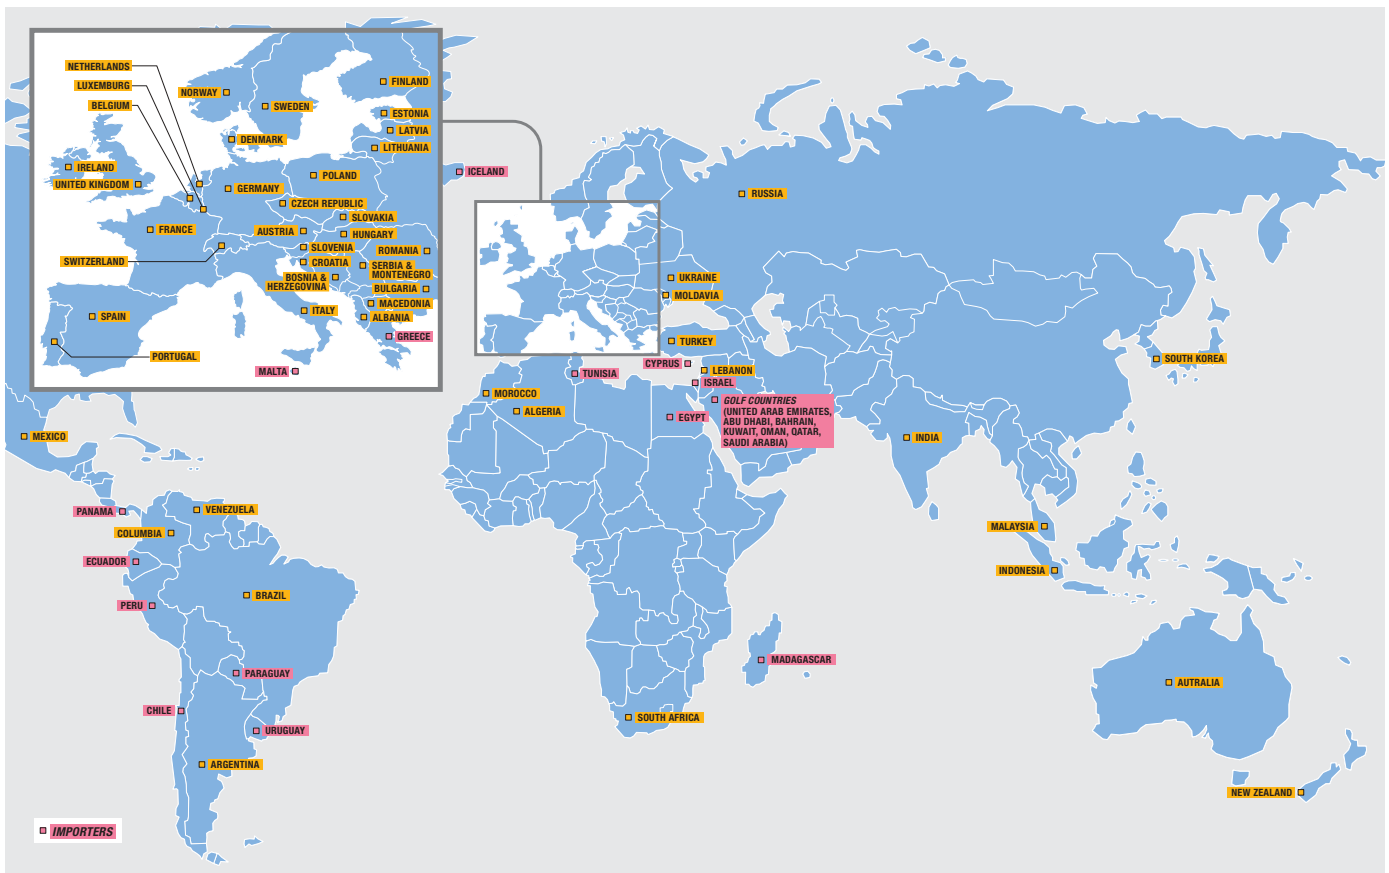 NETHERLANDS
LUXEMBURG
BELGIUM
NORWAY
FINLAND
SWEDEN
ESTONIA
LATVIA
DENMARK
LITHUANIA
IRELAND
UNITED KINGDOM
POLAND
GERMANY
CZECH REPUBLIC
SLOVAKIA
FRANCE
AUSTRIA
HUNGARY
SLOVENIA
ROMANIA
SWITZERLAND
CROATIA
SERBIA &
MONTENEGRO
BOSNIA &
HERZEGOVINA
BULGARIA
MACEDONIA
SPAIN
ITALY
ALBANIA
GREECE
PORTUGAL
MALTA
ICELAND
RUSSIA
UKRAINE
MOLDAVIA
TURKEY
SOUTH KOREA
CYPRUS
LEBANON
TUNISIA
ISRAEL
MOROCCO
ALGERIA
EGYPT
GOLF COUNTRIES
(UNITED ARAB EMIRATES,
ABU DHABI, BAHRAIN,
KUWAIT, OMAN, QATAR,
SAUDI ARABIA)
MEXICO
INDIA
PANAMA
VENEZUELA
COLUMBIA
MALAYSIA
ECUADOR
INDONESIA
BRAZIL
PERU
PARAGUAY
MADAGASCAR
AUTRALIA
CHILE
SOUTH AFRICA
URUGUAY
ARGENTINA
NEW ZEALAND
IMPORTERS